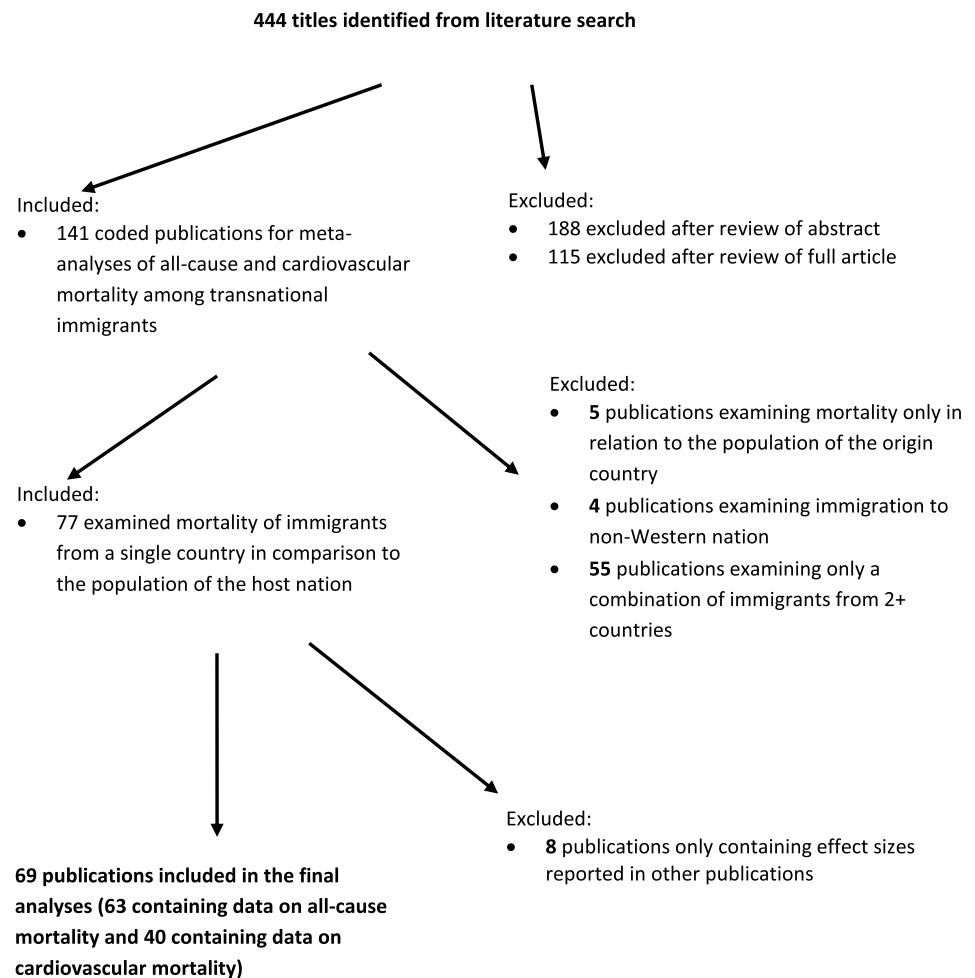 444 titles identified from literature search
Included:
• 141 coded publications for meta-
analyses of all-cause and cardiovascular
mortality among transnational
immigrants
Excluded:
• 188 excluded after review of abstract
• 115 excluded after review of full article
Included:
• 77 examined mortality of immigrants
from a single country in comparison to
the population of the host nation
Excluded:
• 5 publications examining mortality only in
relation to the population of the origin
country
• 4 publications examining immigration to
non-Western nation
• 55 publications examining only a
combination of immigrants from 2+
countries
69 publications included in the final
analyses (63 containing data on all-cause
mortality and 40 containing data on
cardiovascular mortality)
Excluded:
• 8 publications only containing effect sizes
reported in other publications